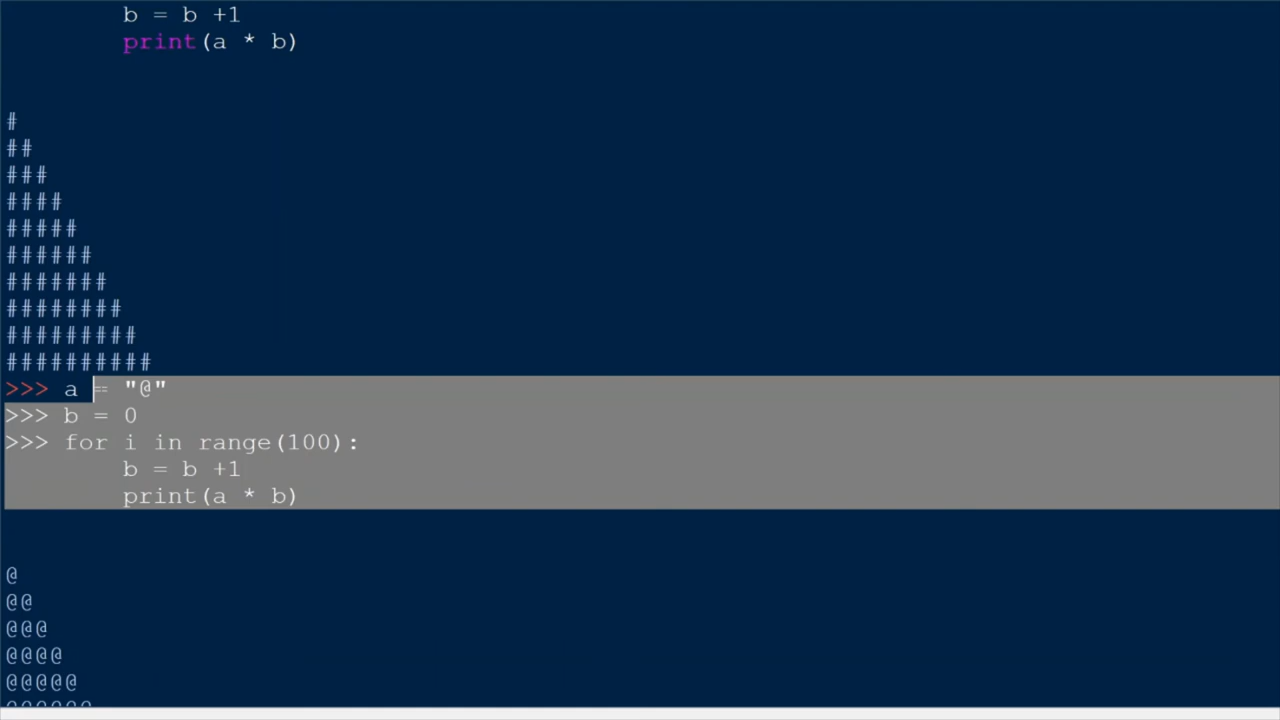 b = b +1
print(a * b)
#
##
###
####
#####
######
#######
########
#########
##########
>>> a = "@"
>>> b = 0
>>> for i in range(100):
b = b +1
print(a * b)
@
@@
@@@
@@@@
@@@@@
@@@@@@